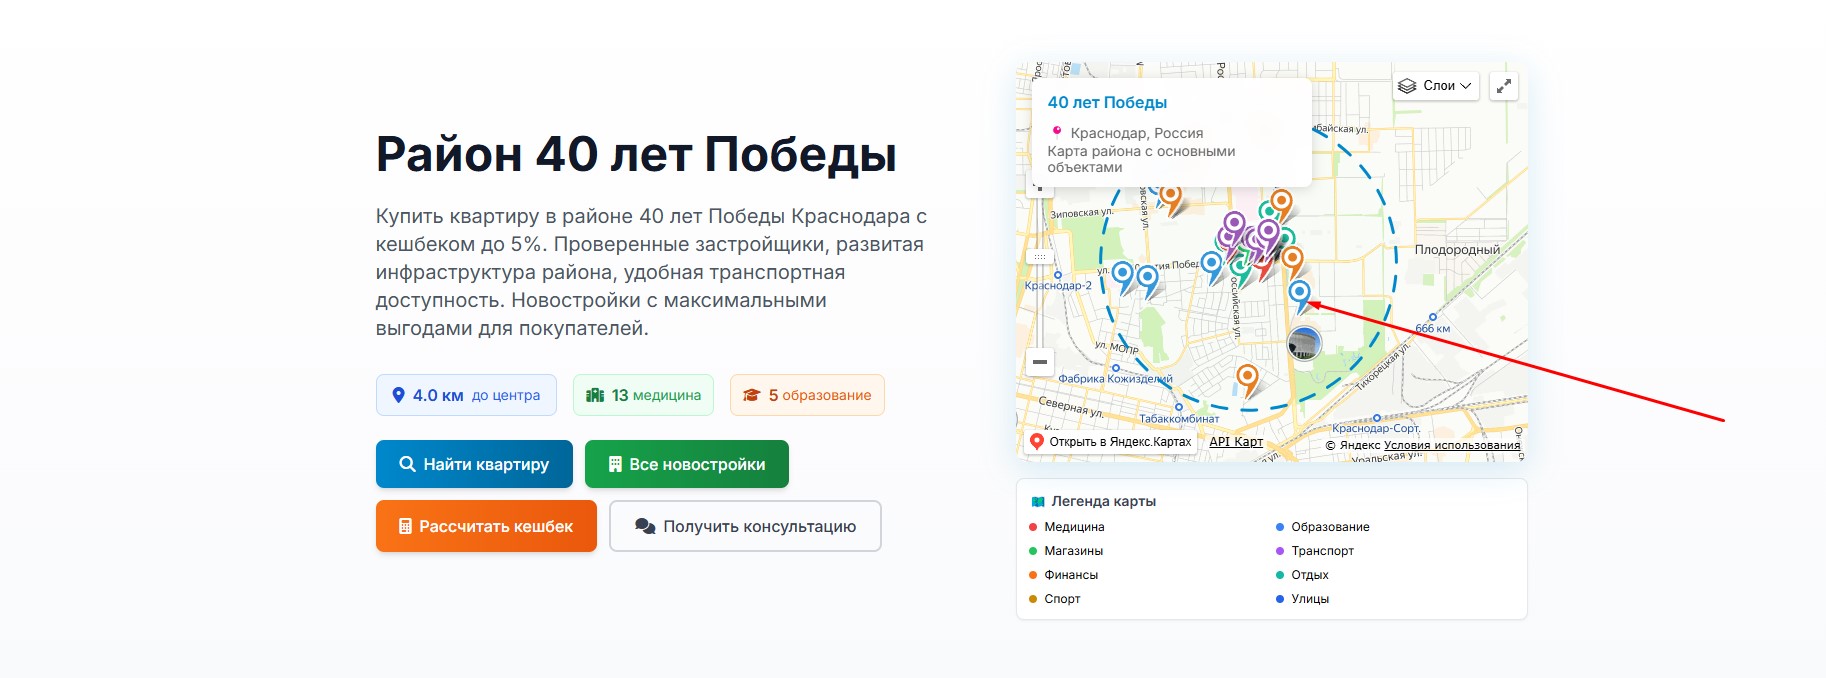 Район 40 лет Победы
Купить квартиру в районе 40 лет Победы Краснодара с
кешбеком до 5%. Проверенные застройщики, развитая
инфраструктура района, удобная транспортная
доступность. Новостройки с максимальными
выгодами для покупателей.
4.0 км до центра
13 медицина
5 образование
Найти квартиру
Все новостройки
Рассчитать кешбек
Получить консультацию
40 лет Победы
Краснодар, Россия
Карта района с основными
объектами
Слои
Зиповская ул.
Плодородный
Краснодар-2
666 км
ул. МОПР
Тихорецкая ул.
Фабрика Кожизделий
Северная ул.
Табаккомбинат
Краснодар-Сорт.
Уральская ул.
Открыть в Яндекс.Картах
API Карт
© Яндекс Условия использования
Легенда карты
Медицина
Образование
Магазины
Транспорт
Финансы
Отдых
Спорт
Улицы